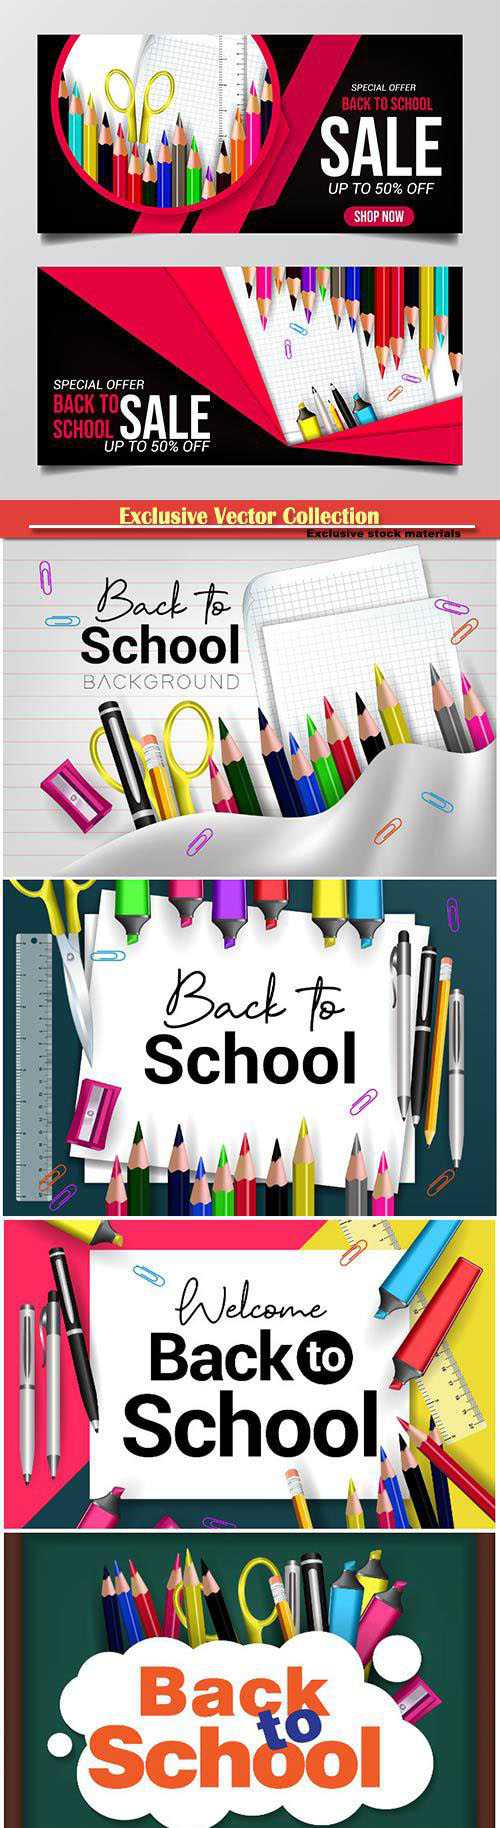 SPECIAL OFFER
BACK TO SCHOOL
SALE
UP TO 50% OFF
SHOP NOW
SPECIAL OFFER
BACK TO
SCHOOL
SALE
UP TO 50% OFF
Exclusive Vector Collection
Exclusive stock materials
Back to
School
BACKGROUND
Back to
School
Welcome
Back to
School
Back
to
School